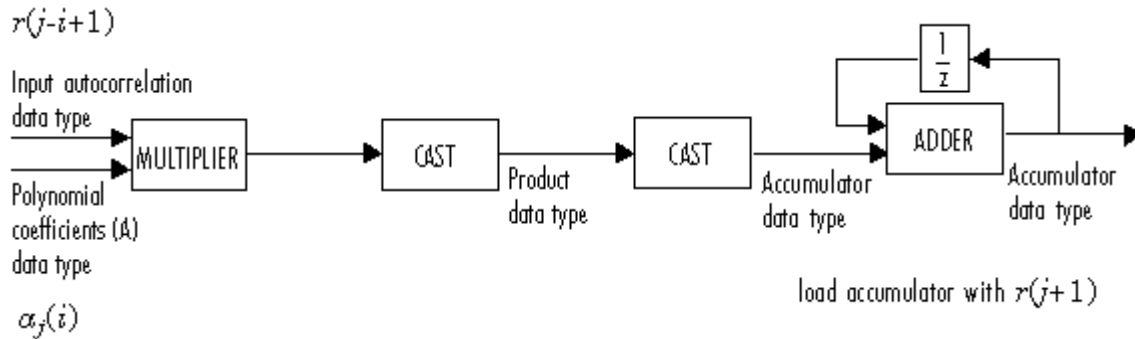 r(j-i+1)
Input autocorrelation
data type
MULTIPLIER
Polynomial
coefficients (A)
data type
α_j(i)
CAST
Product
data type
CAST
Accumulator
data type
1
z
ADDER
Accumulator
data type
load accumulator with r(j+1)